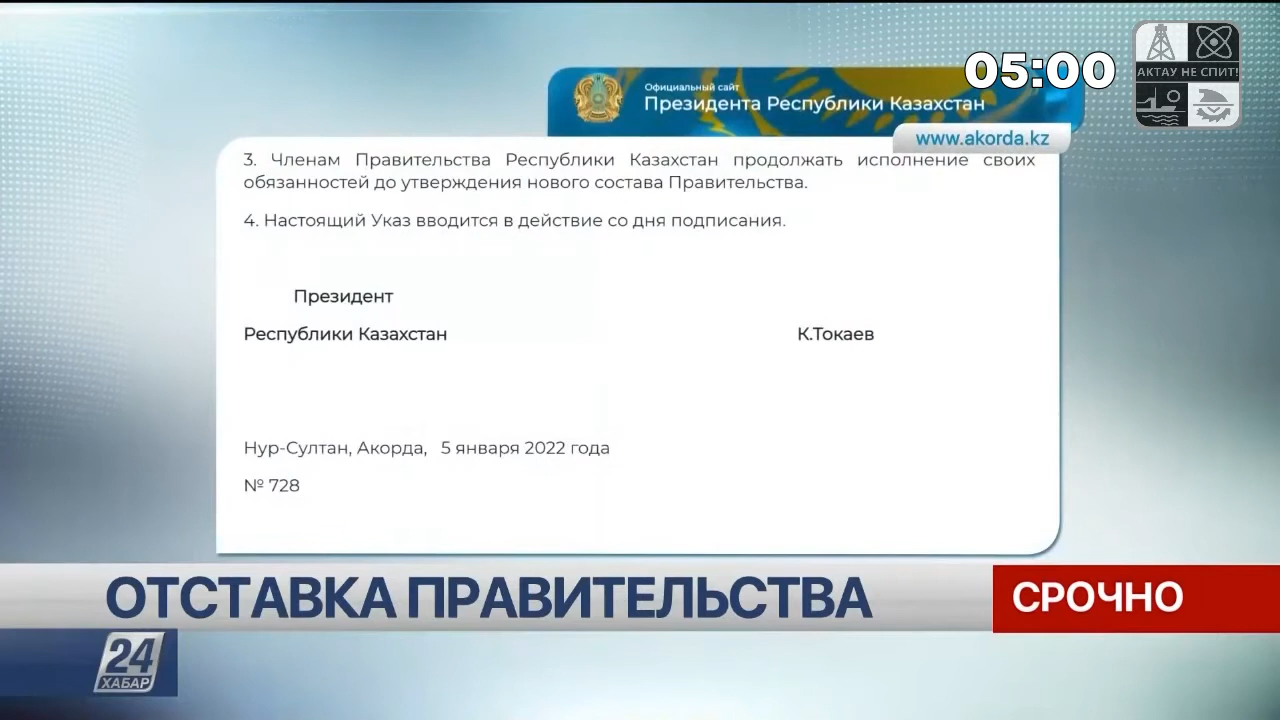 05:00
АКТАУ НЕ СПИТ!
Официальный сайт
Президента Республики Казахстан
www.akorda.kz
3. Членам Правительства Республики Казахстан продолжать исполнение своих
обязанностей до утверждения нового состава Правительства.
4. Настоящий Указ вводится в действие со дня подписания.
Президент
Республики Казахстан К.Токаев
Нур-Султан, Акорда, 5 января 2022 года
№ 728
ОТСТАВКА ПРАВИТЕЛЬСТВА СРОЧНО
24
ХАБАР